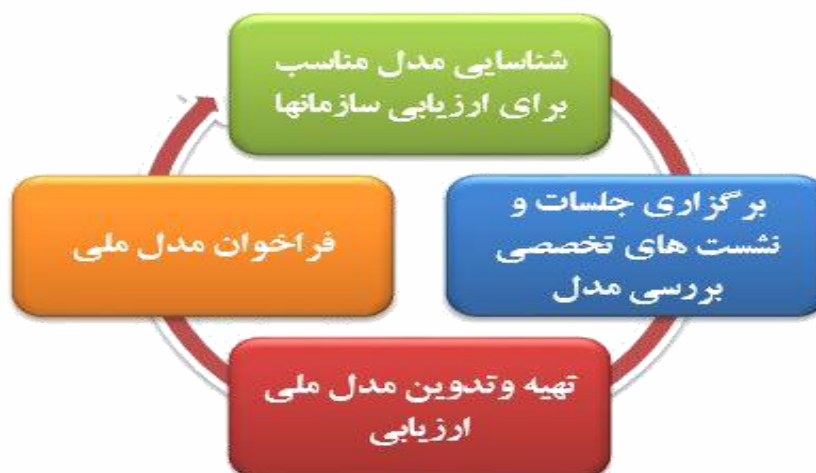 شناسایی مدل مناسب
برای ارزیابی سازمانها
برگزاری جلسات و
نشست های تخصصی
بررسی مدل
تهیه وتدوین مدل ملی
ارزیابی
فراخوان مدل ملی